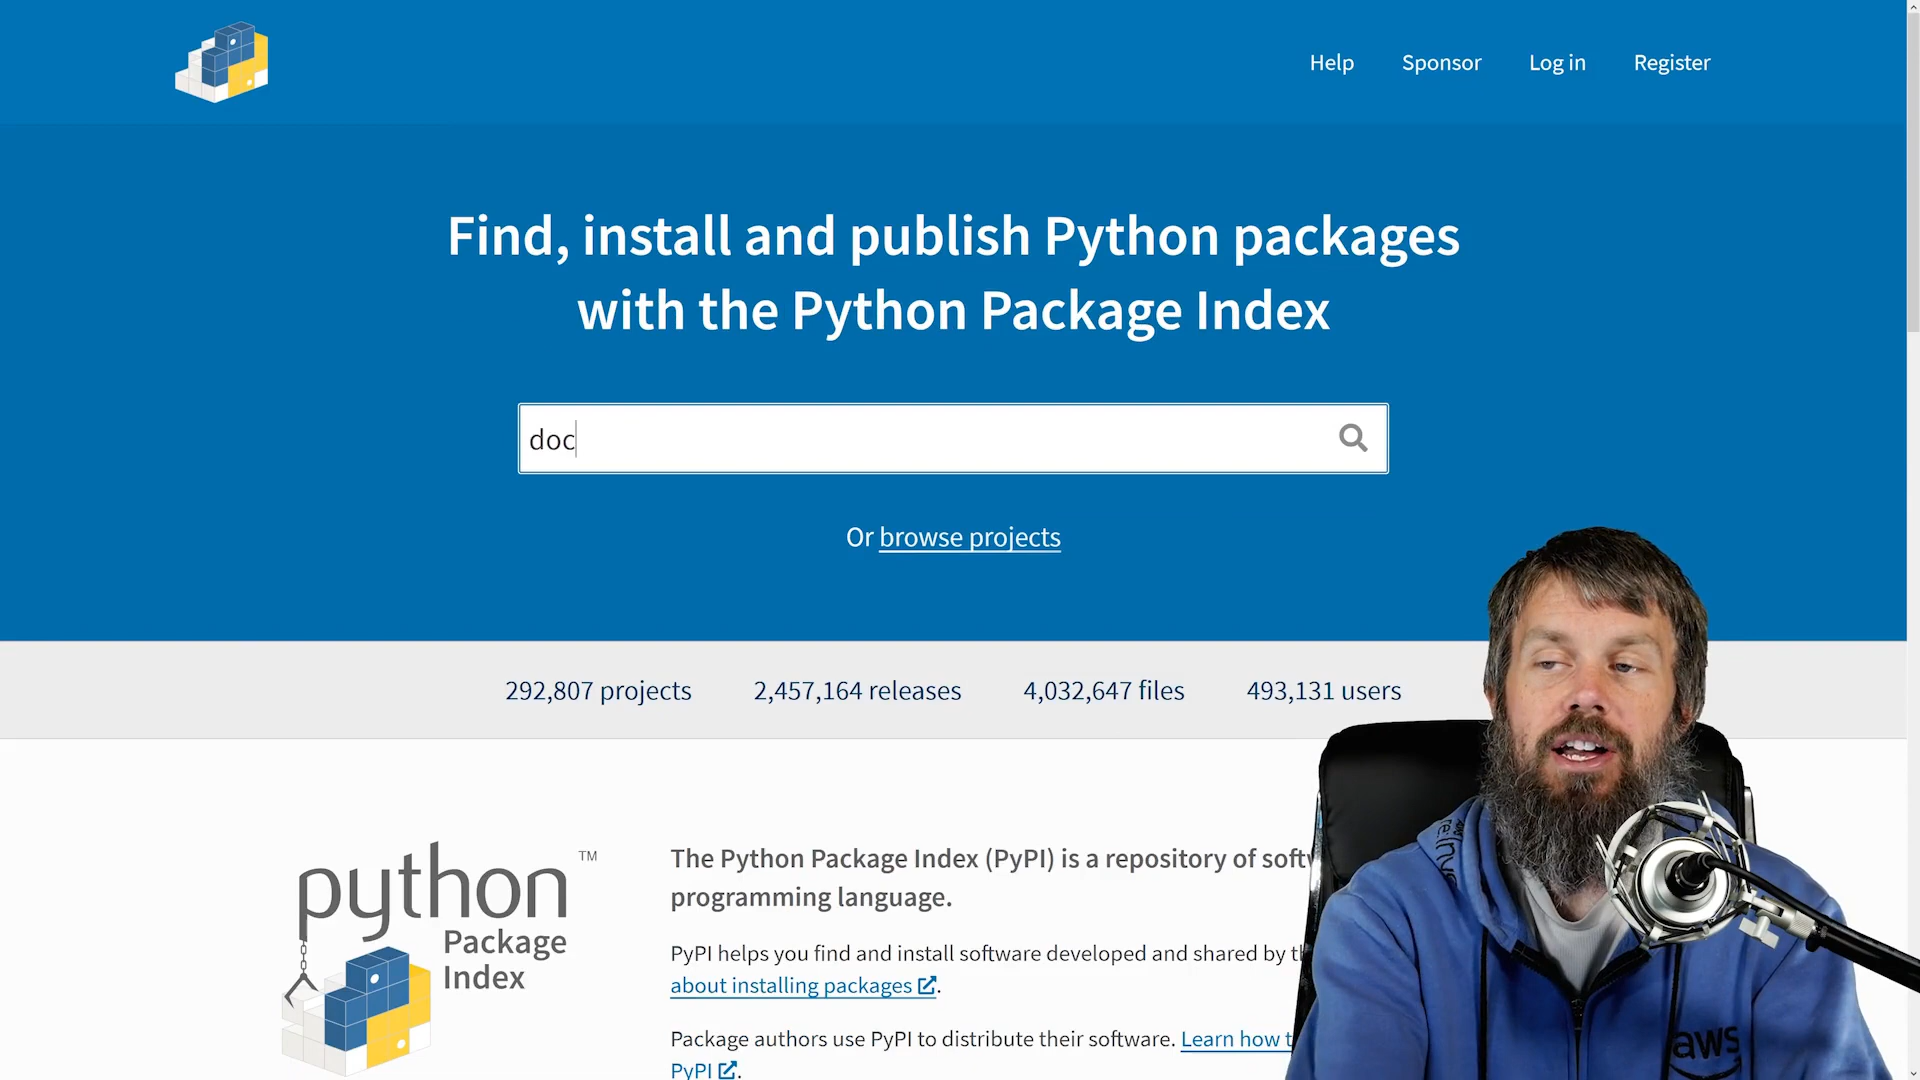 Help Sponsor Log in Register
Find, install and publish Python packages
with the Python Package Index
doc
Or browse projects
292,807 projects 2,457,164 releases 4,032,647 files 493,131 users
python™
Package
Index
The Python Package Index (PyPI) is a repository of
programming language.
PyPI helps you find and install software developed and shared by
about installing packages.
Package authors use PyPI to distribute their software. Learn how
PyPI.
aws